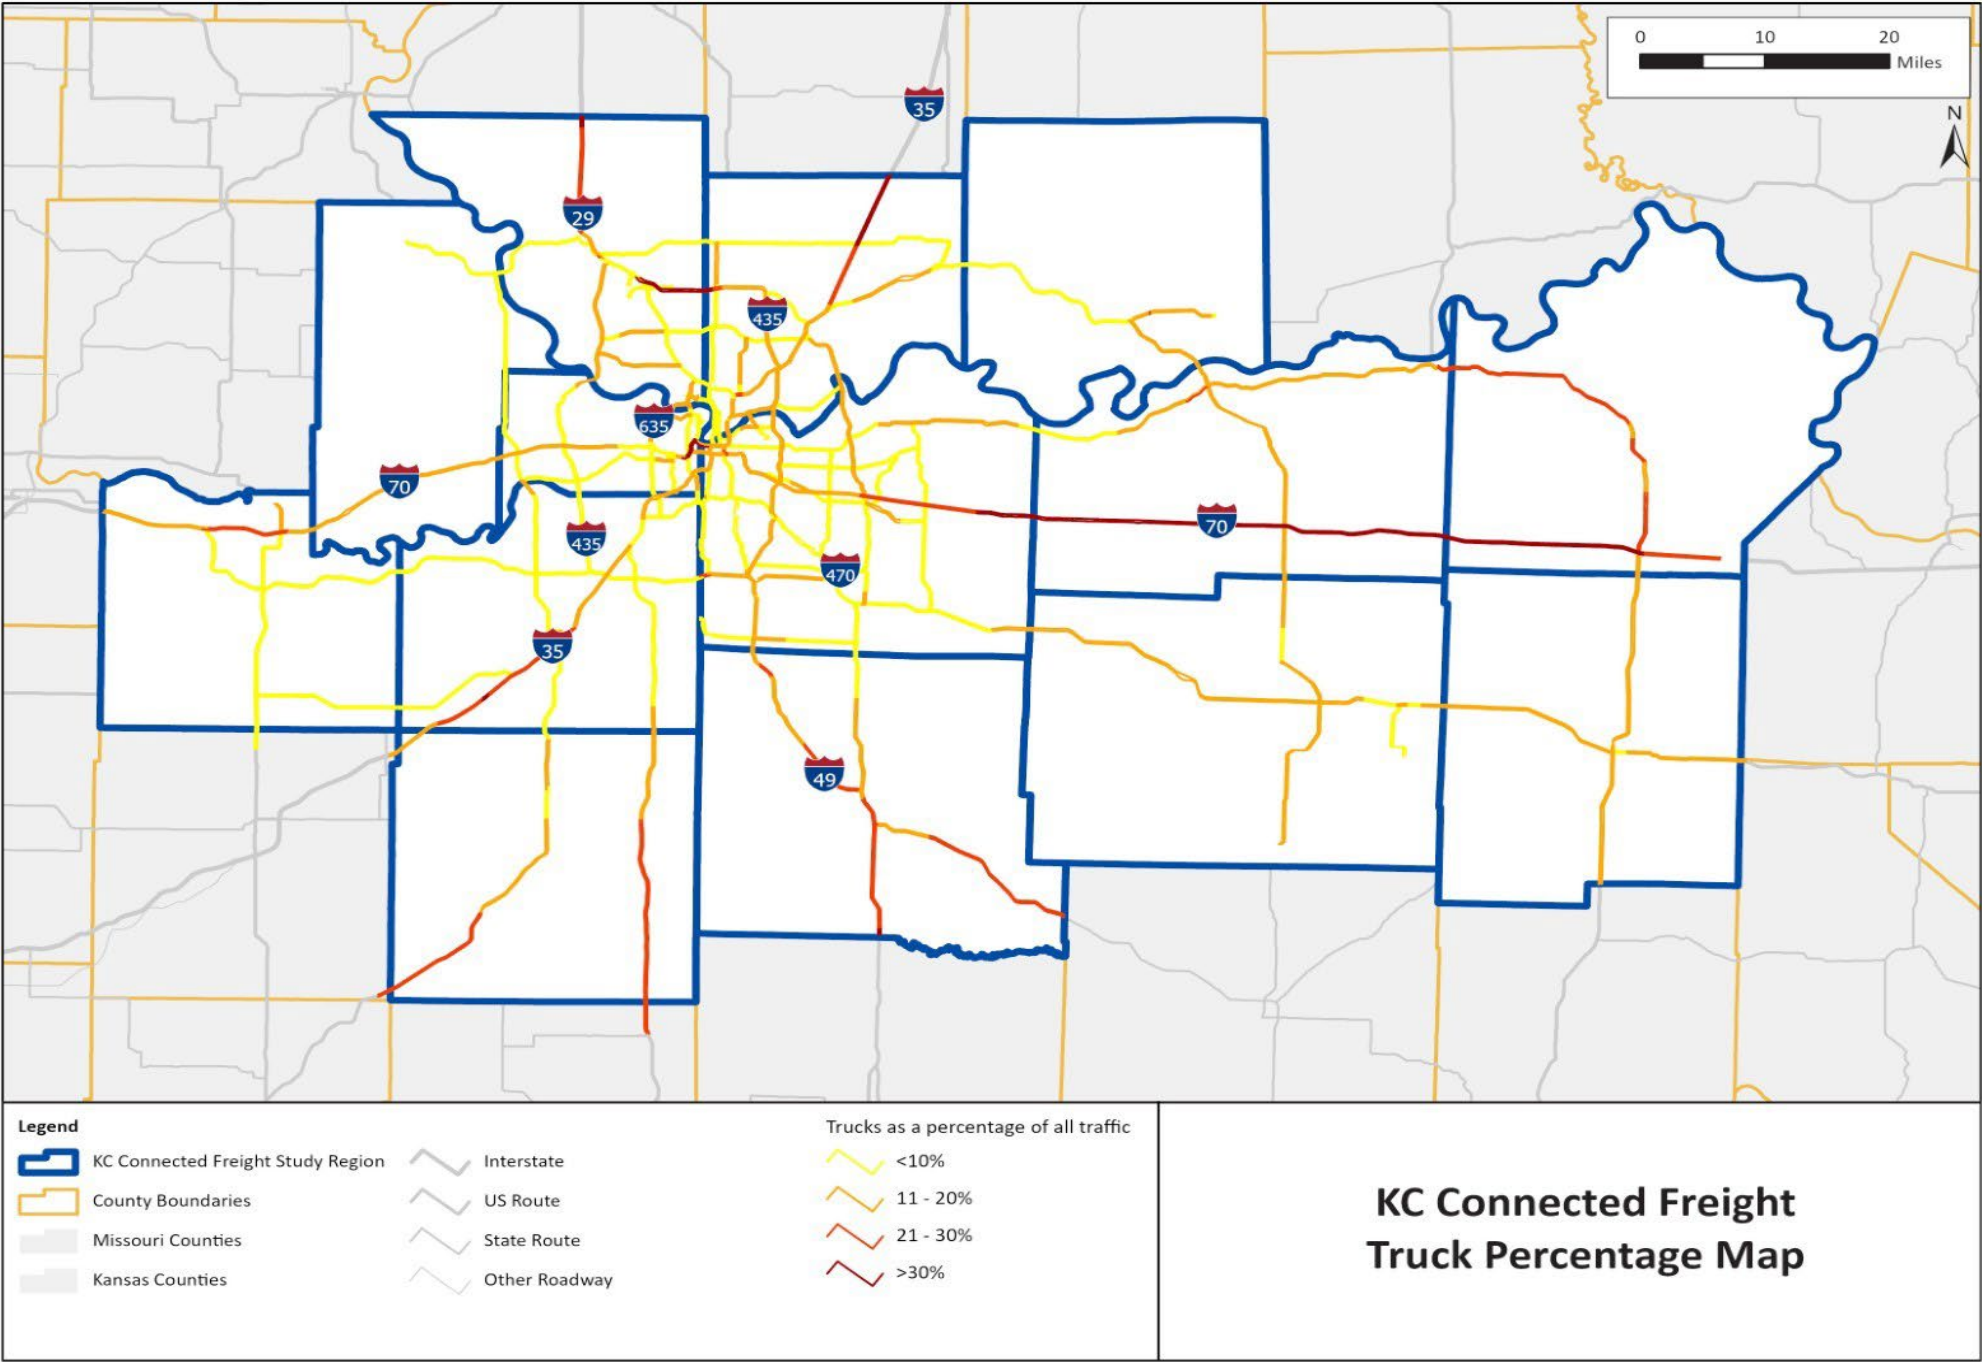 0 10 20
Miles
N
35
29
435
635
70
70
435
470
35
49
Legend
KC Connected Freight Study Region
County Boundaries
Missouri Counties
Kansas Counties
Interstate
US Route
State Route
Other Roadway
Trucks as a percentage of all traffic
<10%
11 - 20%
21 - 30%
>30%
KC Connected Freight
Truck Percentage Map